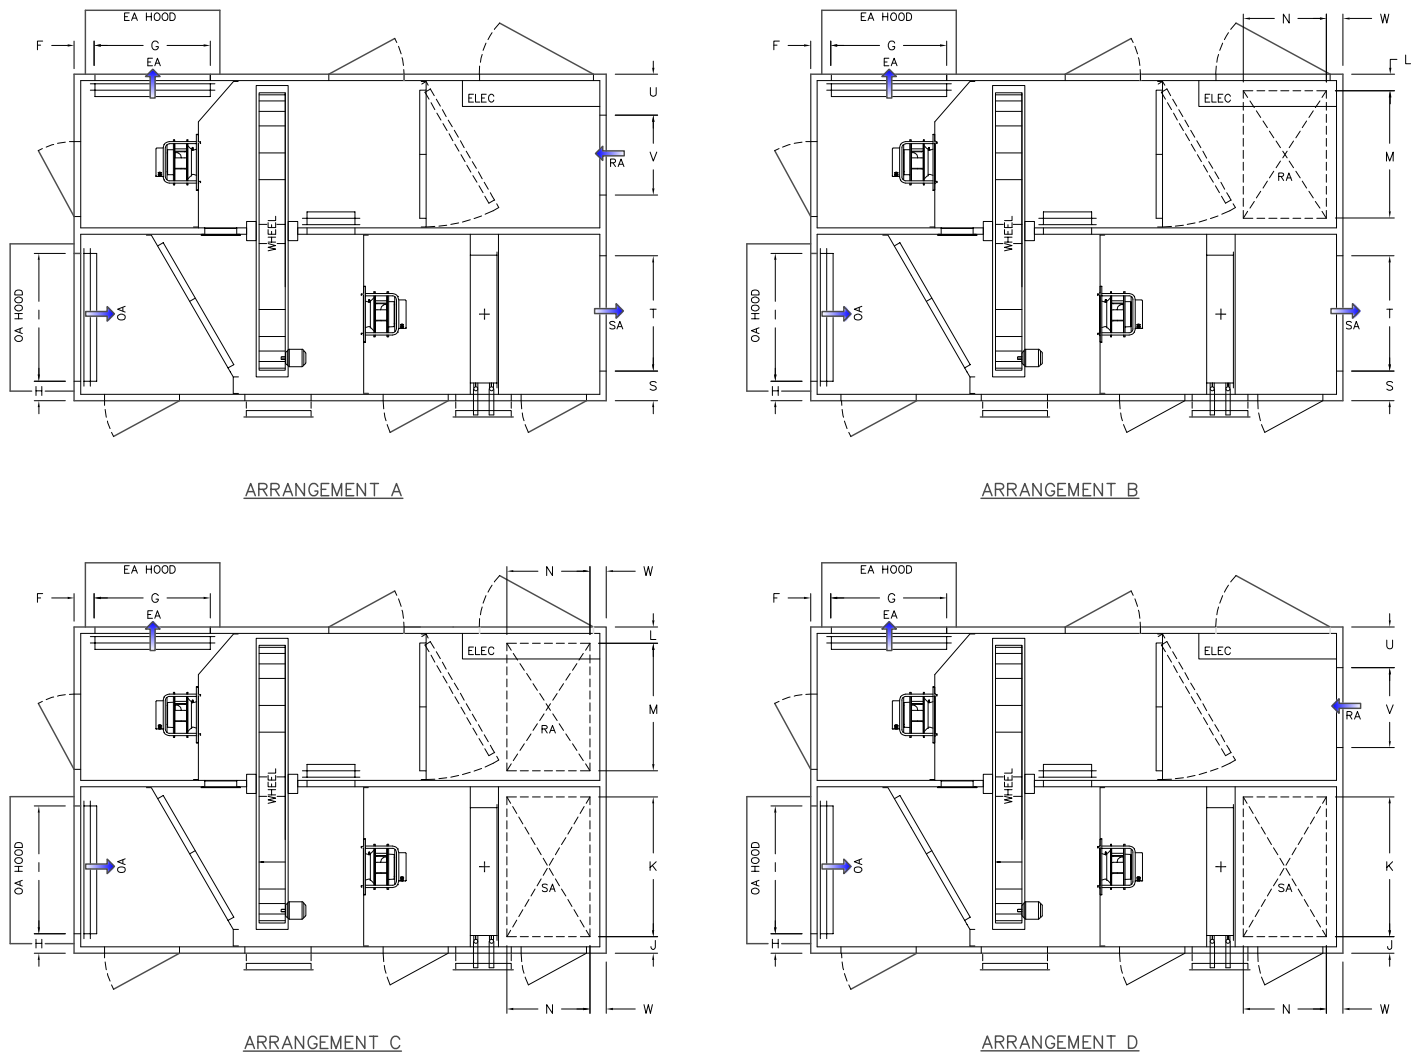 EA HOOD
F
G
EA
U
ELEC
V
RA
WHEEL
OA HOOD
OA
T
SA
H
S
ARRANGEMENT A
EA HOOD
N
W
F
G
L
EA
ELEC
M
RA
WHEEL
OA HOOD
OA
T
SA
H
S
ARRANGEMENT B
EA HOOD
N
W
F
G
EA
L
ELEC
M
RA
WHEEL
OA HOOD
OA
K
SA
H
J
N
W
ARRANGEMENT C
EA HOOD
F
G
EA
U
ELEC
V
RA
WHEEL
OA HOOD
OA
K
SA
H
J
N
W
ARRANGEMENT D